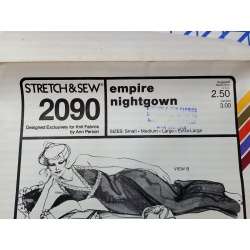 STRETCH & SEW®
2090
Designed Exclusively for Knit Fabrics
by Ann Person
empire
nightgown
SIZES: Small - Medium - Large - Extra-Large
2.50
3.00
VIEW B